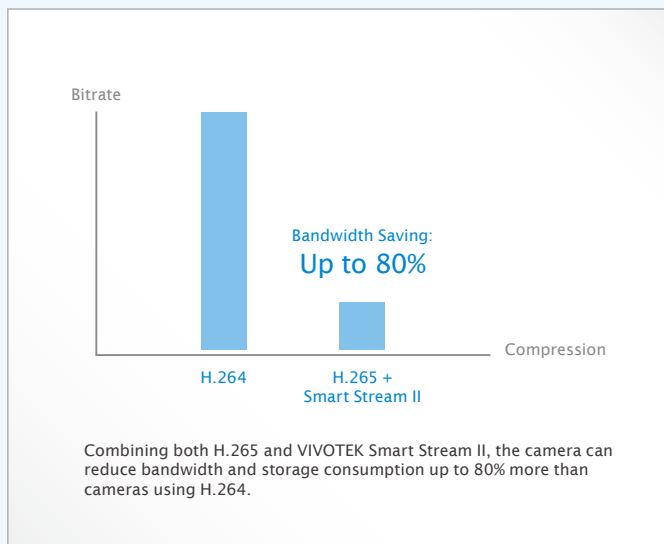 Bitrate
Bandwidth Saving:
Up to 80%
Compression
H.264
H.265 +
Smart Stream II
Combining both H.265 and VIVOTEK Smart Stream II, the camera can
reduce bandwidth and storage consumption up to 80% more than
cameras using H.264.